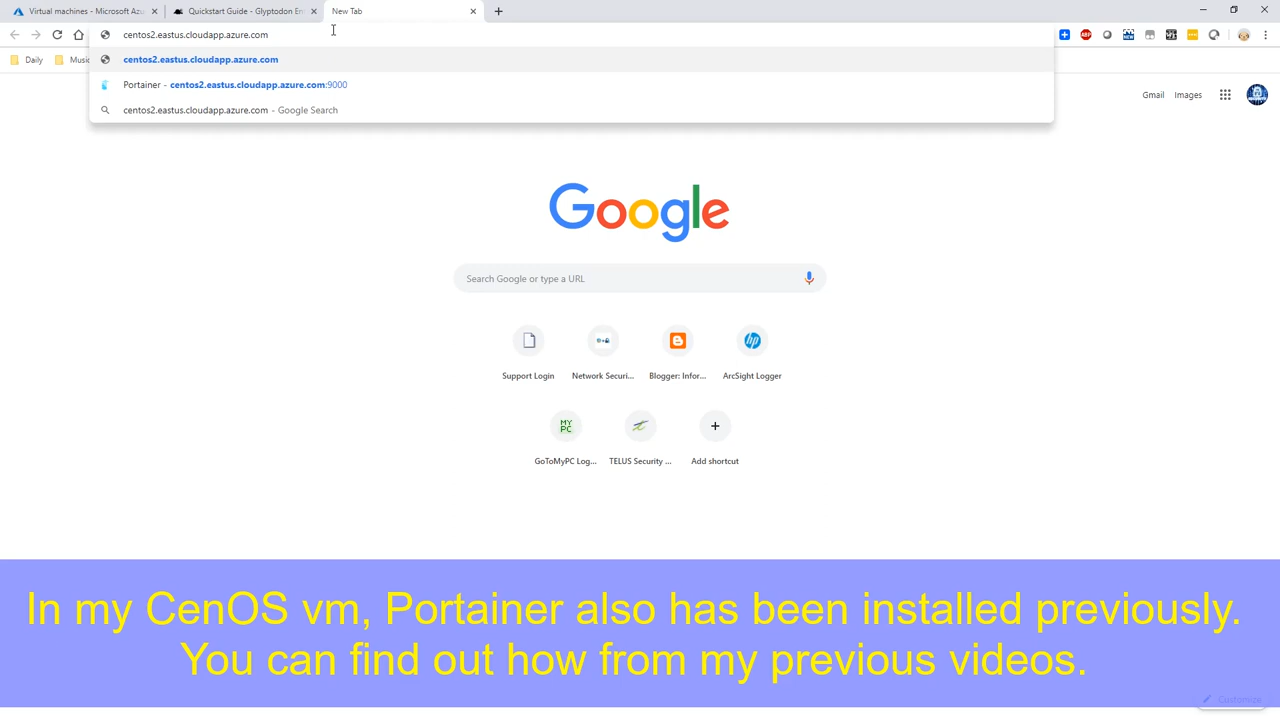 Virtual machines - Microsoft Azu
Quickstart Guide - Glyptodon En
New Tab
centos2.eastus.cloudapp.azure.com
Daily
Music
centos2.eastus.cloudapp.azure.com
Portainer - centos2.eastus.cloudapp.azure.com:9000
centos2.eastus.cloudapp.azure.com - Google Search
Gmail Images
Google
Search Google or type a URL
Support Login Network Securi... Blogger: Infor... ArcSight Logger
MY PC
GoToMyPC Log... TELUS Security ... Add shortcut
In my CenOS vm, Portainer also has been installed previously.
You can find out how from my previous videos.
Customize